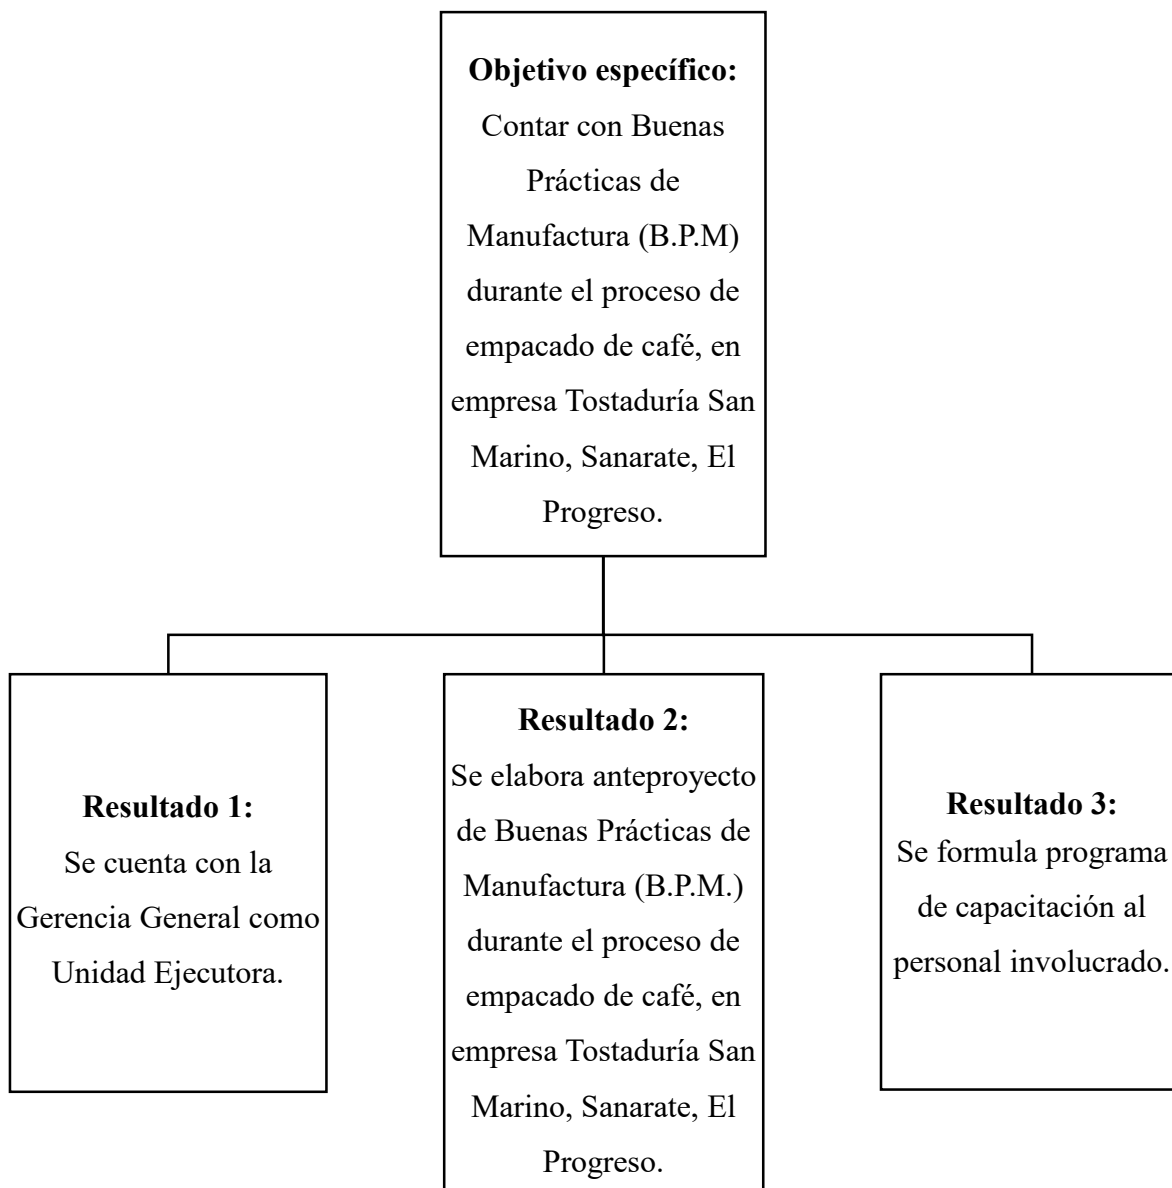 Objetivo específico:
Contar con Buenas
Prácticas de
Manufactura (B.P.M)
durante el proceso de
empacado de café, en
empresa Tostaduría San
Marino, Sanarate, El
Progreso.
Resultado 1:
Se cuenta con la
Gerencia General como
Unidad Ejecutora.
Resultado 2:
Se elabora anteproyecto
de Buenas Prácticas de
Manufactura (B.P.M.)
durante el proceso de
empacado de café, en
empresa Tostaduría San
Marino, Sanarate, El
Progreso.
Resultado 3:
Se formula programa
de capacitación al
personal involucrado.